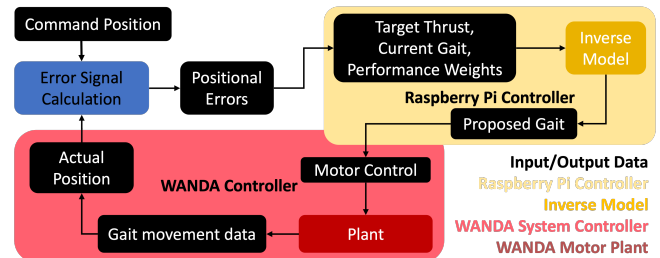 Command Position
Error Signal
Calculation
Positional
Errors
Target Thrust,
Current Gait,
Performance Weights
Inverse
Model
Raspberry Pi Controller
Proposed Gait
Actual
Position
WANDA Controller
Motor Control
Gait movement data
Plant
Input/Output Data
Raspberry Pi Controller
Inverse Model
WANDA System Controller
WANDA Motor Plant